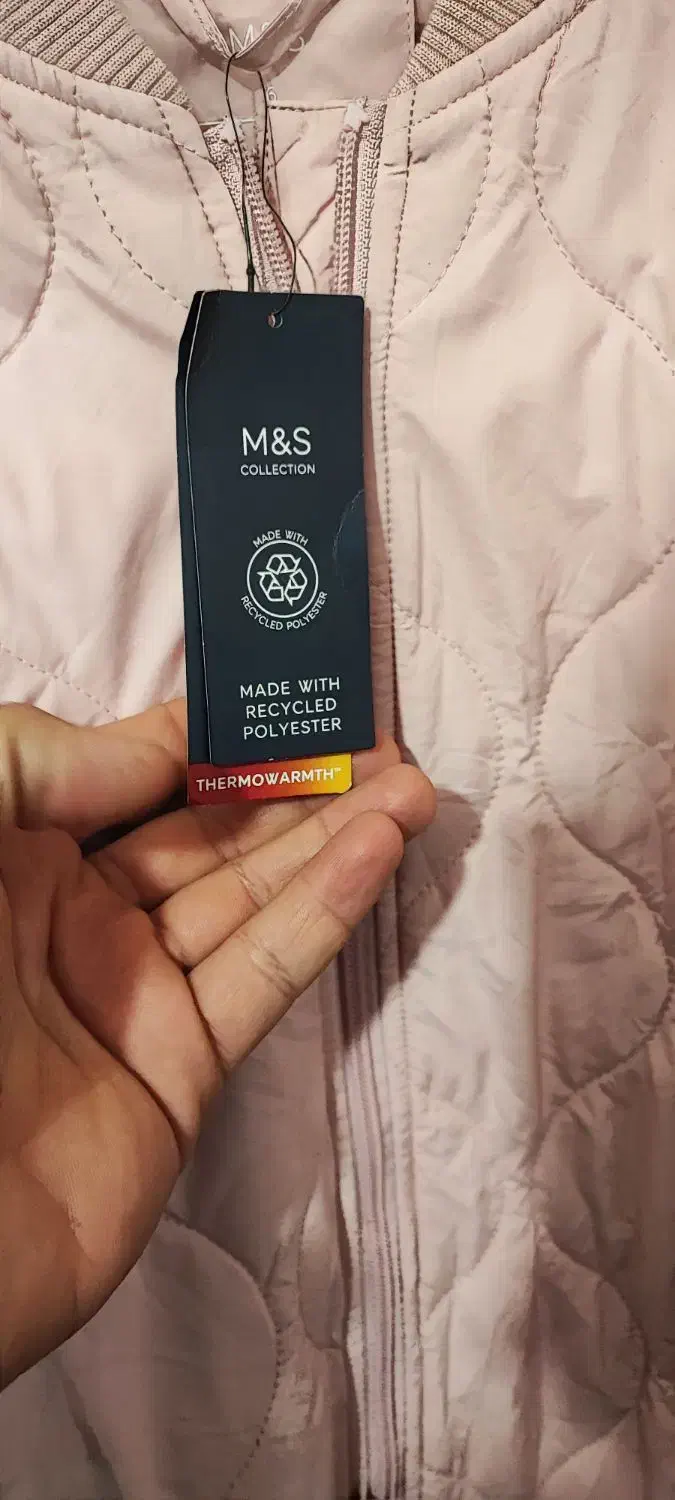 M&S
M&S
COLLECTION
MADE WITH
RECYCLED POLYESTER
MADE WITH
RECYCLED
POLYESTER
THERMOWARMTH™